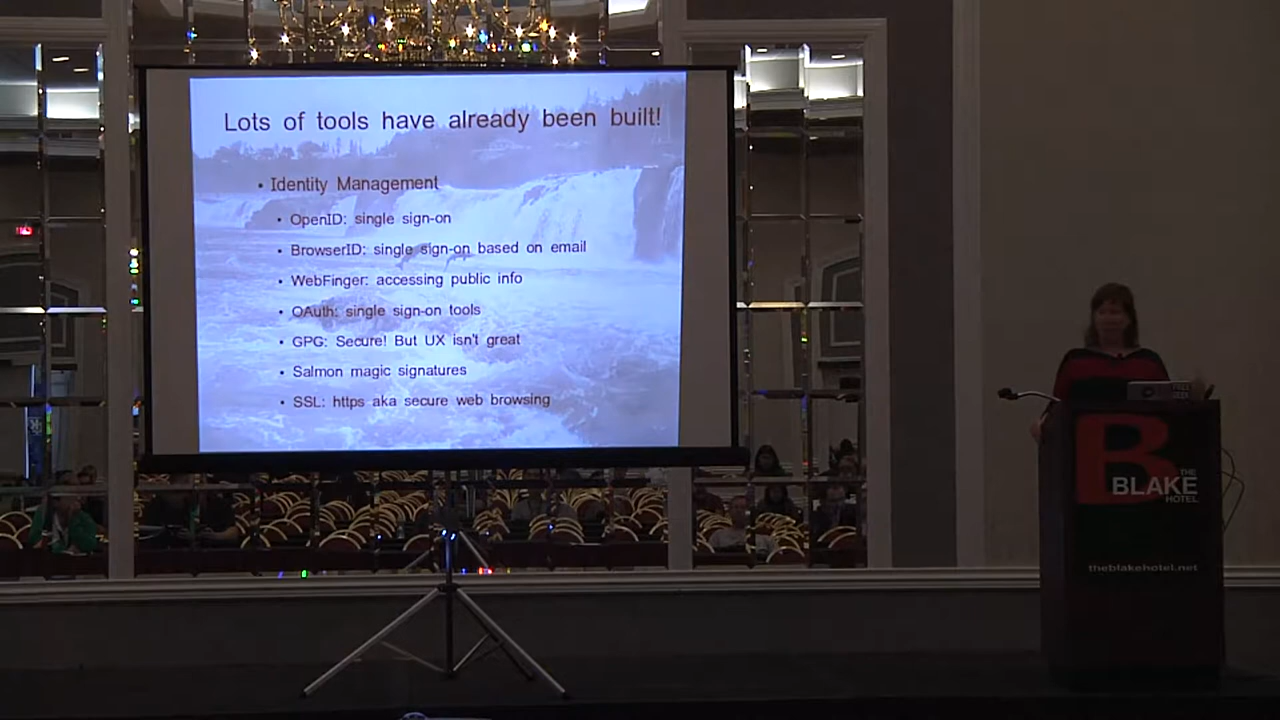 Lots of tools have already been built!
• Identity Management
• OpenID: single sign-on
• BrowserID: single sign-on based on email
• WebFinger: accessing public info
• OAuth: single sign-on tools
• GPG: Secure! But UX isn't great
• Salmon magic signatures
• SSL: https aka secure web browsing
FREE
GEEK
B
THE
BLAKE
HOTEL
theblakehotel.net